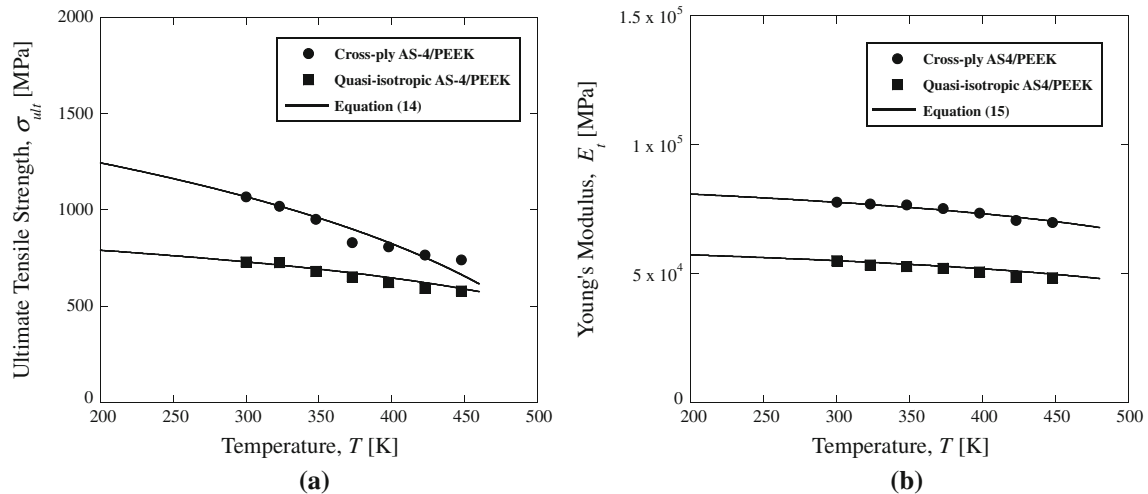 2000
1500
1000
500
0
Ultimate Tensile Strength, σult [MPa]
Cross-ply AS-4/PEEK
Quasi-isotropic AS-4/PEEK
Equation (14)
200 250 300 350 400 450 500
Temperature, T [K]
(a)
1.5 x 10^5
1 x 10^5
5 x 10^4
0
Young's Modulus, Et [MPa]
Cross-ply AS4/PEEK
Quasi-isotropic AS4/PEEK
Equation (15)
200 250 300 350 400 450 500
Temperature, T [K]
(b)